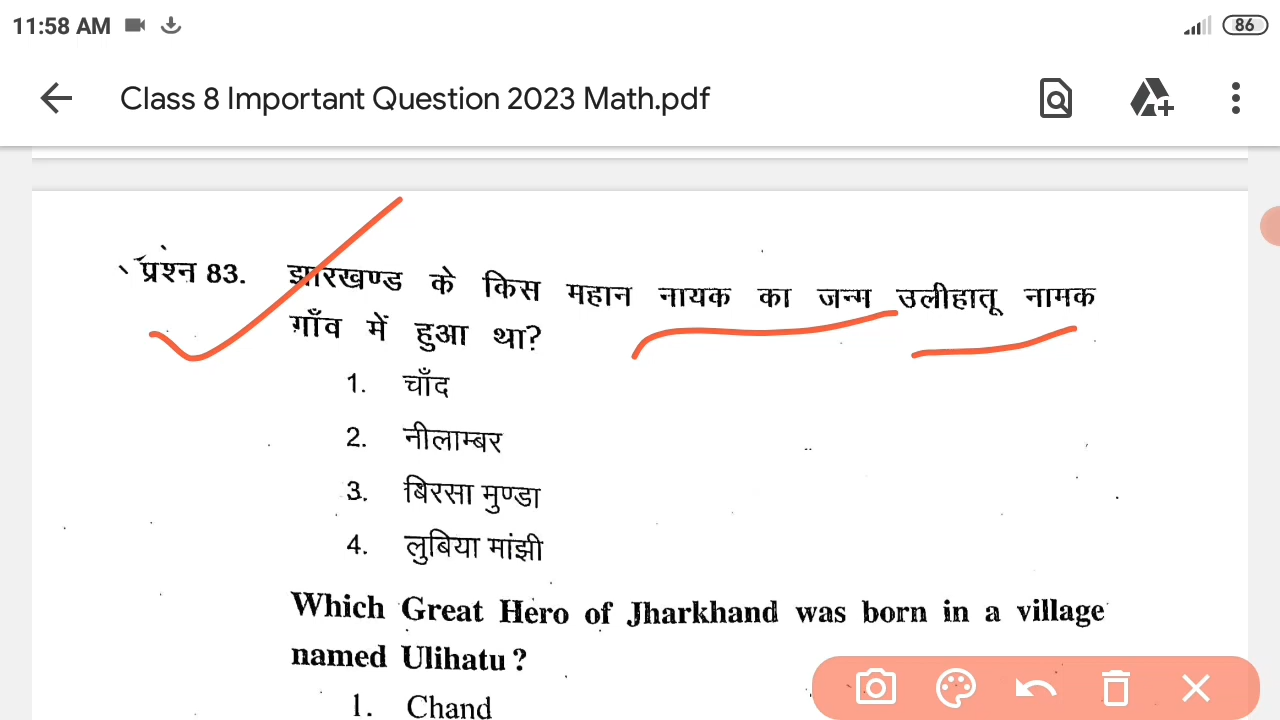 11:58 AM 86
Class 8 Important Question 2023 Math.pdf
प्रश्न 83. झारखण्ड के किस महान नायक का जन्म उलीहातू नामक
गाँव में हुआ था?
1. चाँद
2. नीलाम्बर
3. बिरसा मुण्डा
4. लुबिया मांझी
Which Great Hero of Jharkhand was born in a village
named Ulihatu ?
1. Chand